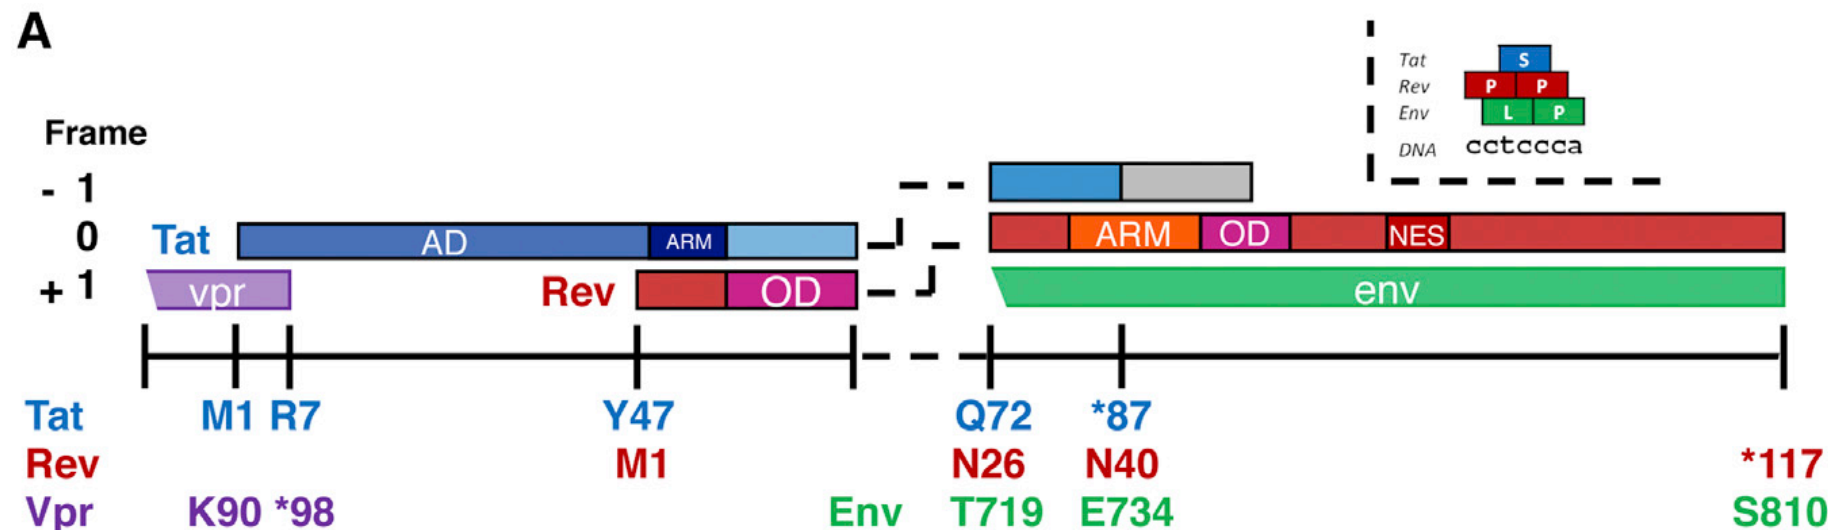 A
Tat S
Rev P P
Env L P
DNA cctccca
Frame
- 1
0 Tat AD ARM ARM OD NES
+ 1 vpr Rev OD env
Tat M1 R7 Y47 Q72 *87
Rev M1 N26 N40 *117
Vpr K90 *98 Env T719 E734 S810